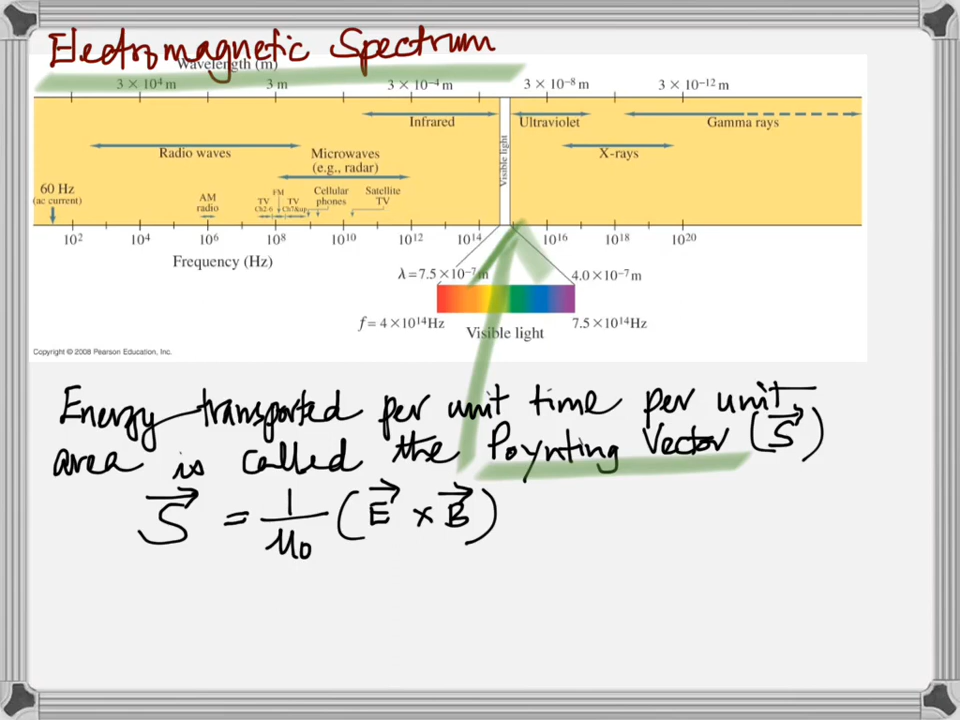 Electromagnetic Spectrum
Wavelength (m)
3 × 10⁴ m 3 m 3 × 10⁻⁴ m 3 × 10⁻⁸ m 3 × 10⁻¹² m
Infrared Ultraviolet Gamma rays
Radio waves Microwaves (e.g., radar) Visible light X-rays
60 Hz (ac current) AM radio TV Ch2-6 FM TV Ch7&up Cellular phones Satellite TV
10² 10⁴ 10⁶ 10⁸ 10¹⁰ 10¹² 10¹⁴ 10¹⁶ 10¹⁸ 10²⁰
Frequency (Hz)
λ = 7.5 × 10⁻⁷ m 4.0 × 10⁻⁷ m
f = 4 × 10¹⁴ Hz Visible light 7.5 × 10¹⁴ Hz
Copyright © 2008 Pearson Education, Inc.
Energy transported per unit time per unit
area is called the Poynting Vector (S⃗)
S⃗ = 1/μ₀ (E⃗ × B⃗)